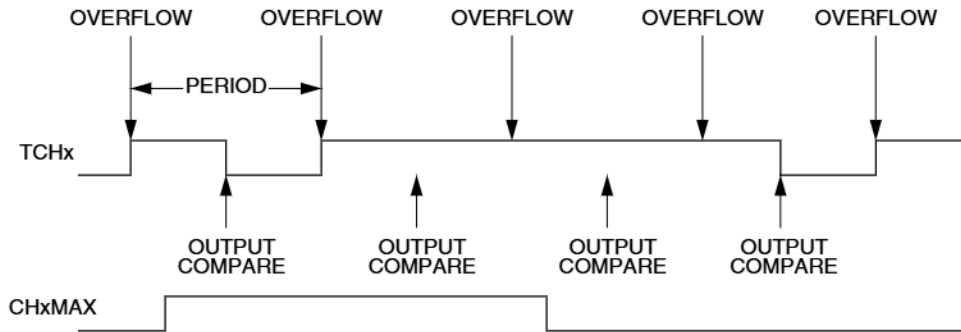 OVERFLOW OVERFLOW OVERFLOW OVERFLOW OVERFLOW
PERIOD
TCHx
OUTPUT OUTPUT OUTPUT OUTPUT
COMPARE COMPARE COMPARE COMPARE
CHxMAX